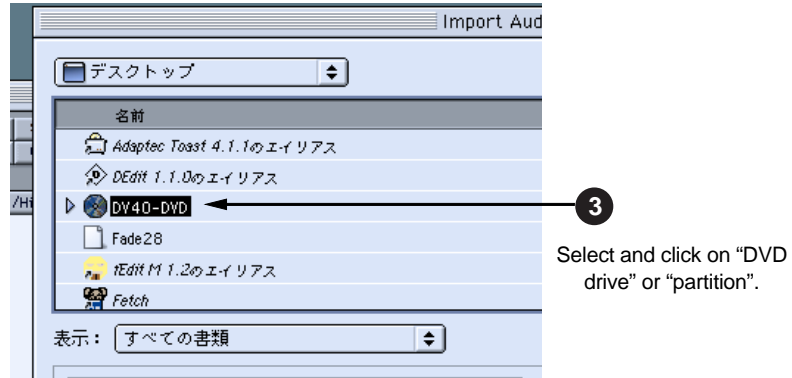 Import Aud
デスクトップ
名前
Adaptec Toast 4.1.1のエイリアス
DEdit 1.1.0のエイリアス
/Hi
DV40-DVD
3
Fade28
Select and click on “DVD
drive” or “partition”.
tEdit M 1.2のエイリアス
Fetch
表示：
すべての書類